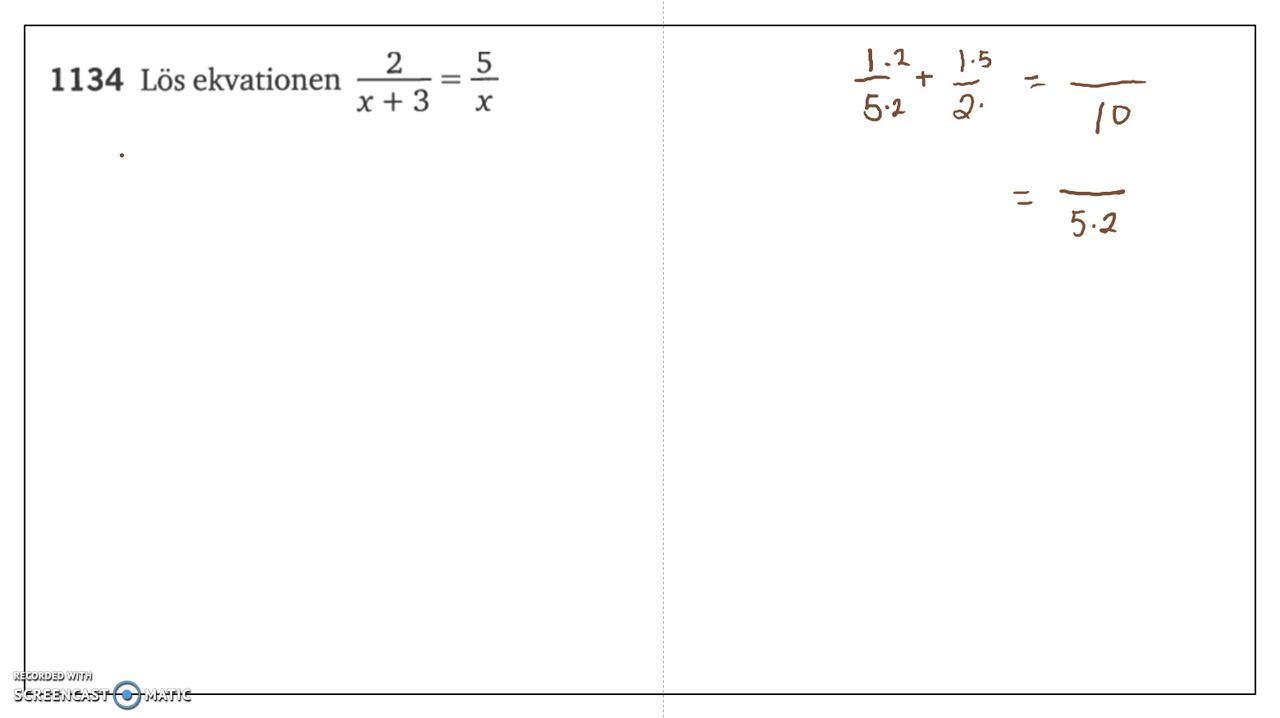 1134 Lös ekvationen 2/(x + 3) = 5/x
1·2/5·2 + 1·5/2· = /10
= /5·2
RECORDED WITH
SCREENCAST MATIC